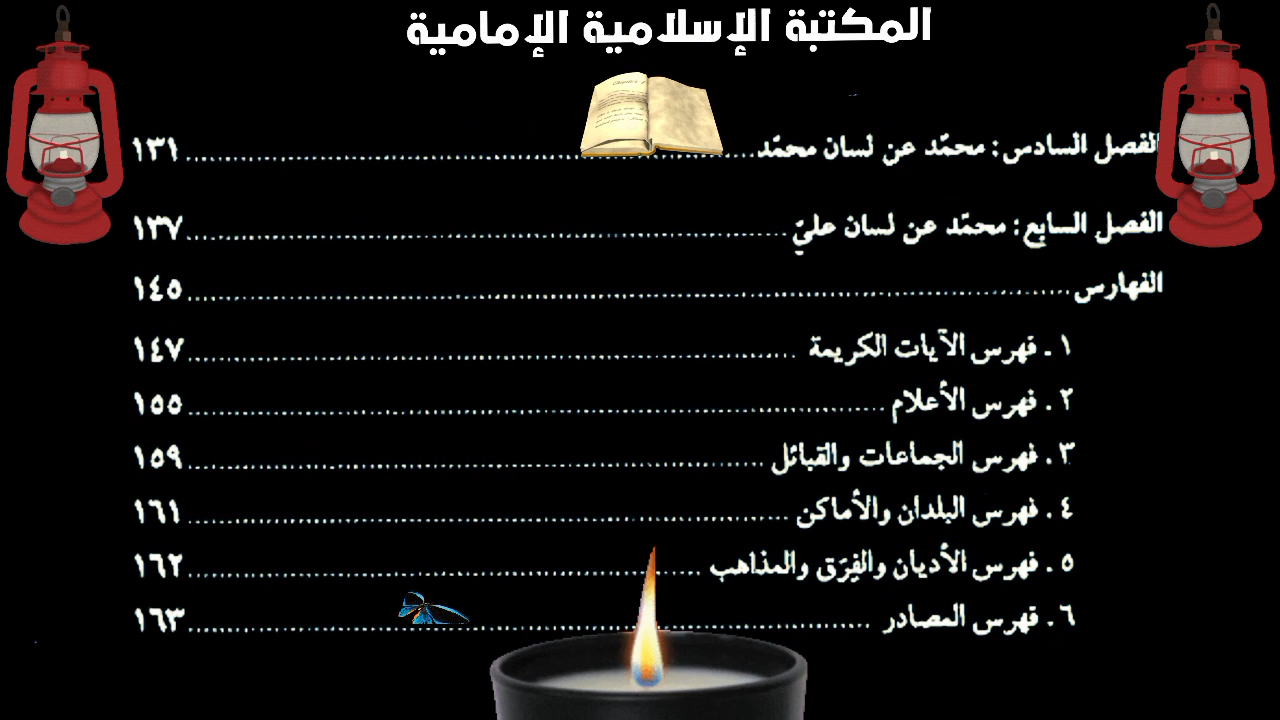 المكتبة الإسلامية الإمامية
الفصل السادس: محمّد عن لسان محمّد ١٣١
الفصل السابع: محمّد عن لسان عليّ ١٣٧
الفهارس ١٤٥
١ . فهرس الآيات الكريمة ١٤٧
٢ . فهرس الأعلام ١٥٥
٣ . فهرس الجماعات والقبائل ١٥٩
٤ . فهرس البلدان والأماكن ١٦١
٥ . فهرس الأديان والفِرَق والمذاهب ١٦٢
٦ . فهرس المصادر ١٦٣